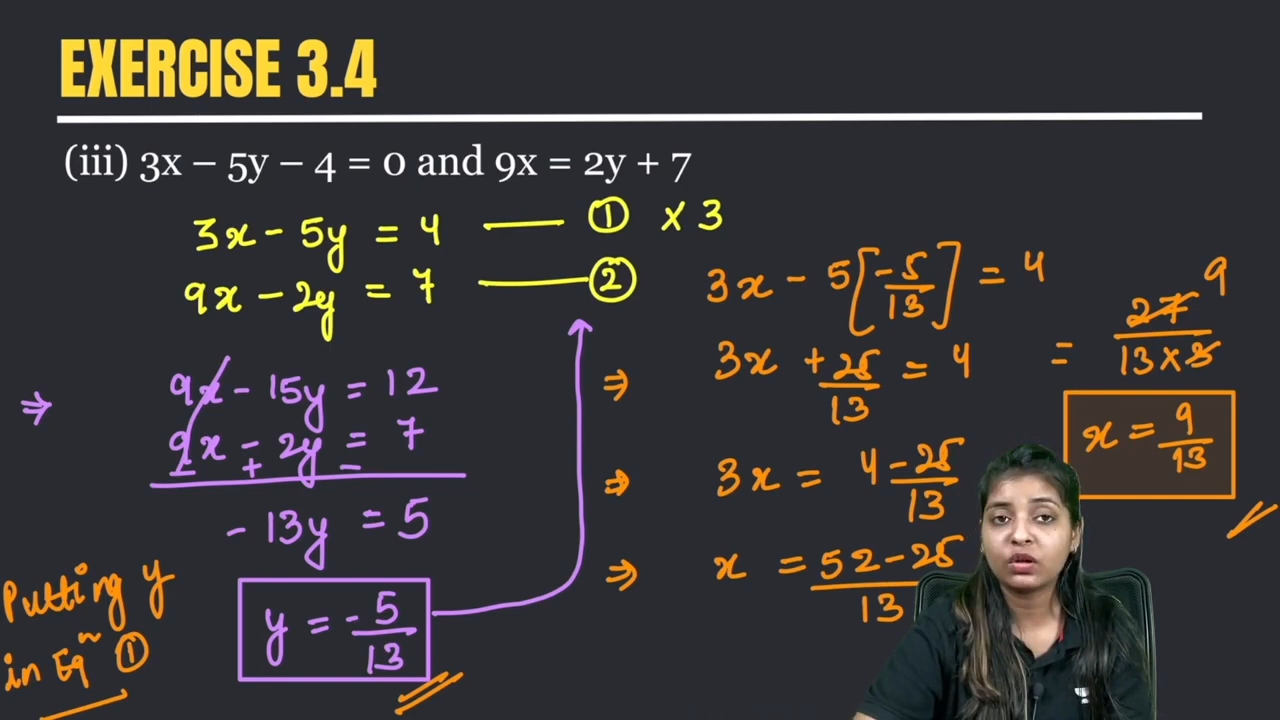 EXERCISE 3.4
(iii) 3x – 5y – 4 = 0 and 9x = 2y + 7
3x - 5y = 4 —— ① × 3
9x - 2y = 7 —— ②
⇒ 9x - 15y = 12
9x - 2y = 7
- + -
- 13y = 5
y = - 5/13
Putting y
in Eqⁿ ①
3x - 5[-5/13] = 4
⇒ 3x + 25/13 = 4
⇒ 3x = 4 - 25/13
⇒ x = 52 - 25/13
= 27/13×3 9
x = 9/13